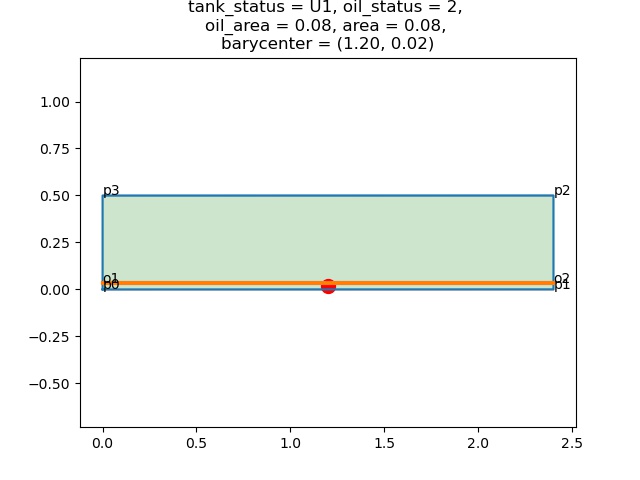 tank_status = U1, oil_status = 2,
oil_area = 0.08, area = 0.08,
barycenter = (1.20, 0.02)
1.00
0.75
0.50
0.25
0.00
−0.25
−0.50
p3
p2
o1
p0
o2
p1
0.0
0.5
1.0
1.5
2.0
2.5